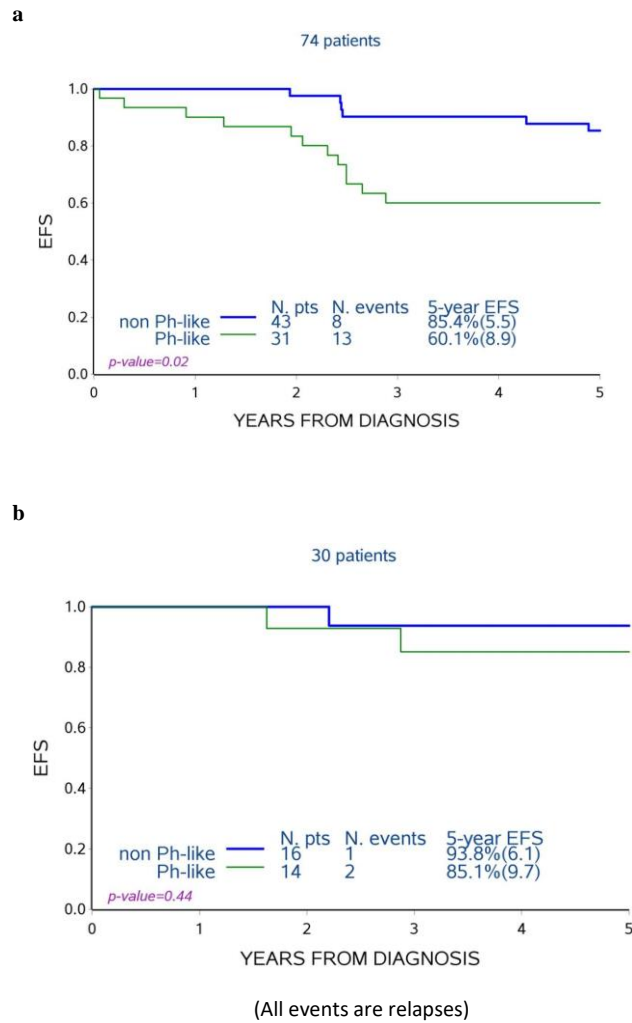 a
74 patients
1.0
0.8
0.6
0.4
0.2
0.0
EFS
N. pts N. events 5-year EFS
non Ph-like 43 8 85.4%(5.5)
Ph-like 31 13 60.1%(8.9)
p-value=0.02
0 1 2 3 4 5
YEARS FROM DIAGNOSIS
b
30 patients
1.0
0.8
0.6
0.4
0.2
0.0
EFS
N. pts N. events 5-year EFS
non Ph-like 16 1 93.8%(6.1)
Ph-like 14 2 85.1%(9.7)
p-value=0.44
0 1 2 3 4 5
YEARS FROM DIAGNOSIS
(All events are relapses)